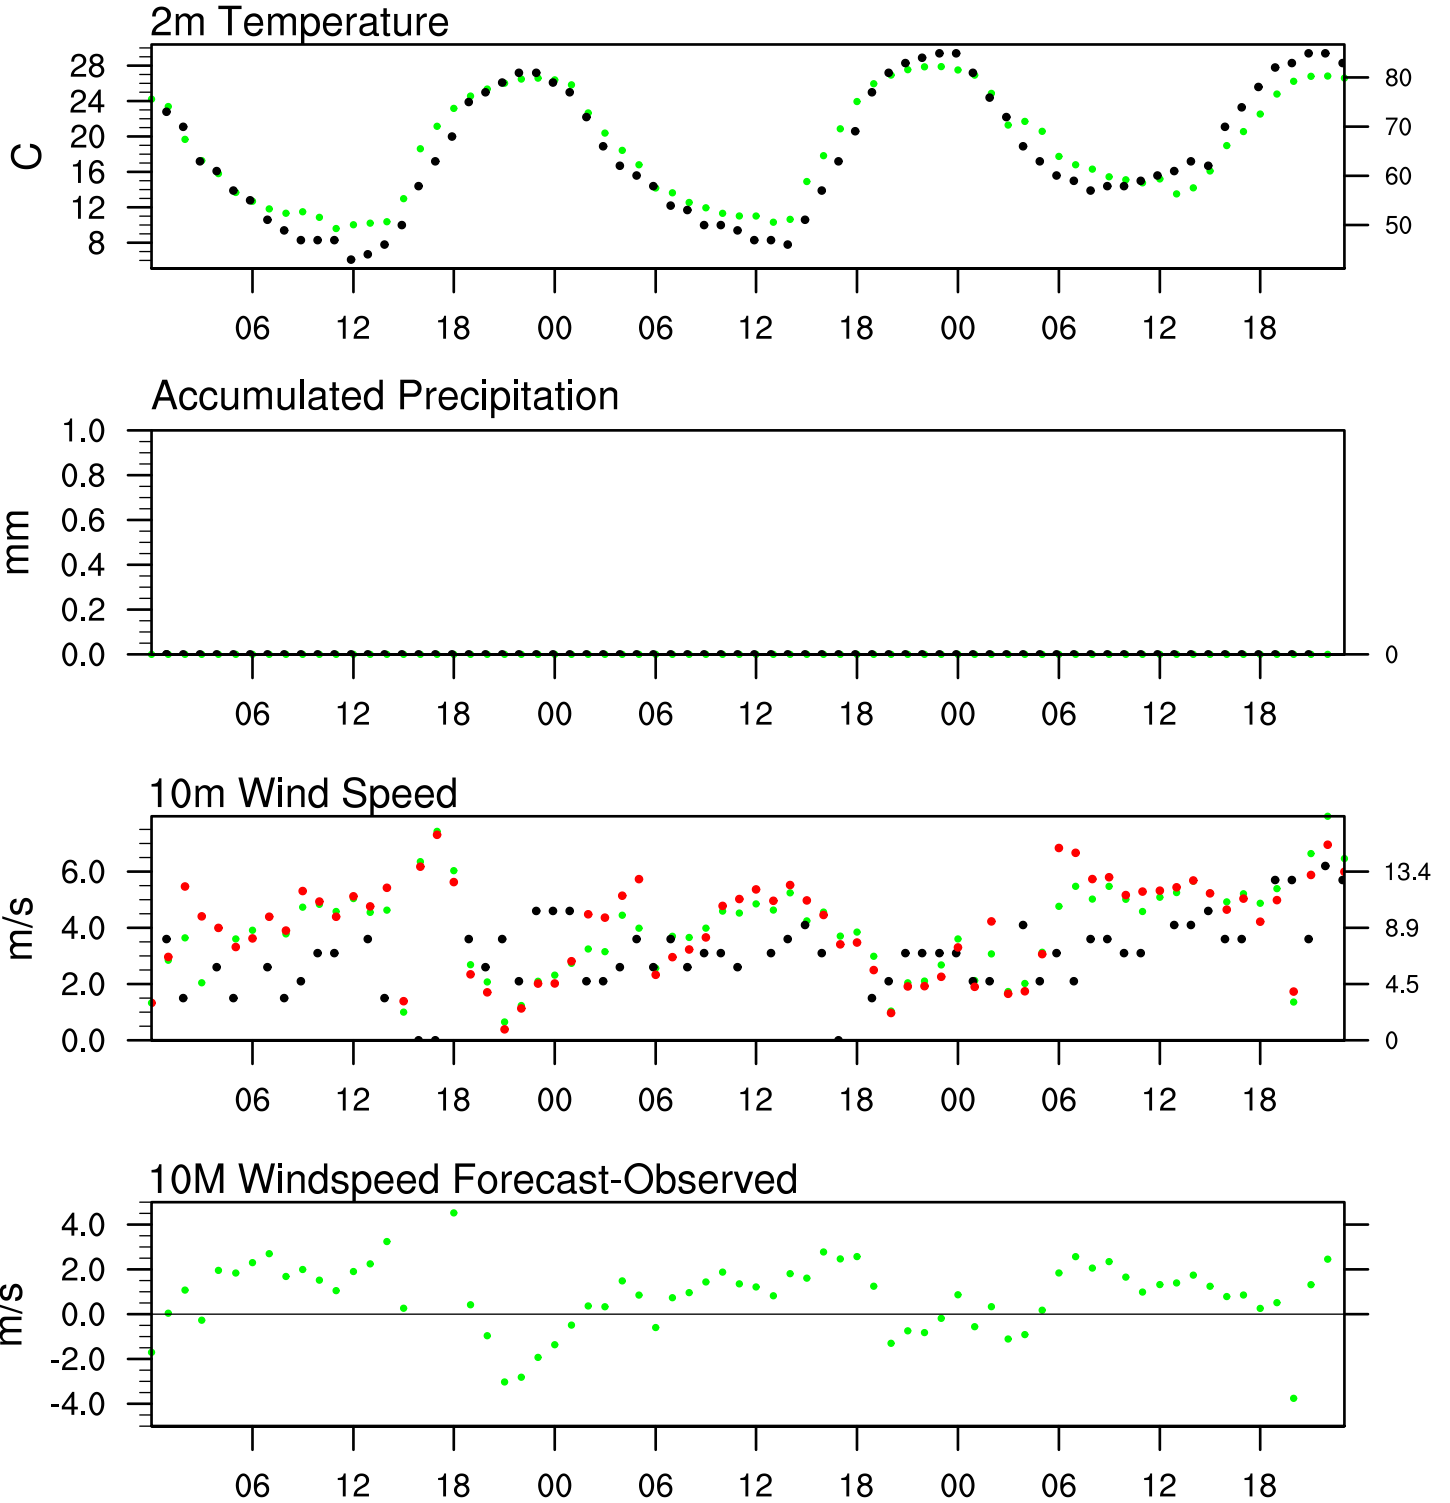 2m Temperature
C
28
24
20
16
12
8
80
70
60
50
06 12 18 00 06 12 18 00 06 12 18
Accumulated Precipitation
mm
1.0
0.8
0.6
0.4
0.2
0.0
0
06 12 18 00 06 12 18 00 06 12 18
10m Wind Speed
m/s
6.0
4.0
2.0
0.0
13.4
8.9
4.5
0
06 12 18 00 06 12 18 00 06 12 18
10M Windspeed Forecast-Observed
m/s
4.0
2.0
0.0
-2.0
-4.0
06 12 18 00 06 12 18 00 06 12 18